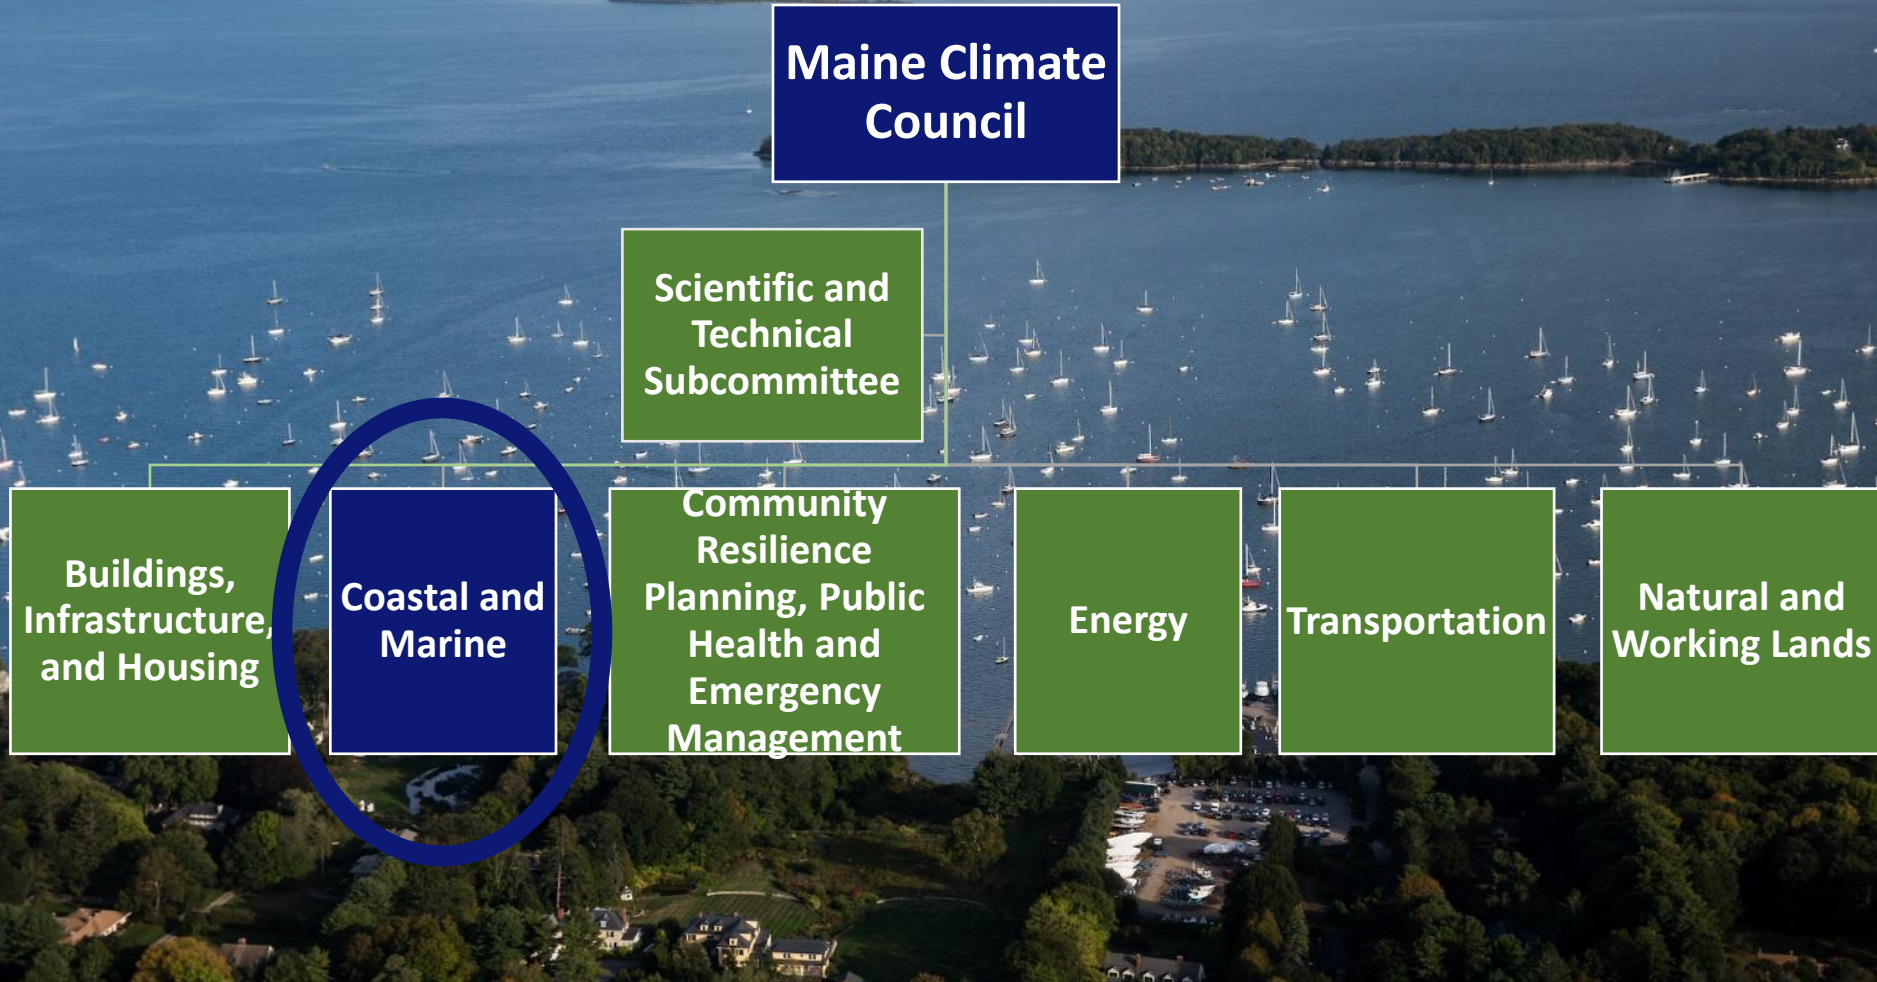 Maine Climate
Council
Scientific and
Technical
Subcommittee
Buildings,
Infrastructure,
and Housing
Coastal and
Marine
Community
Resilience
Planning, Public
Health and
Emergency
Management
Energy
Transportation
Natural and
Working Lands